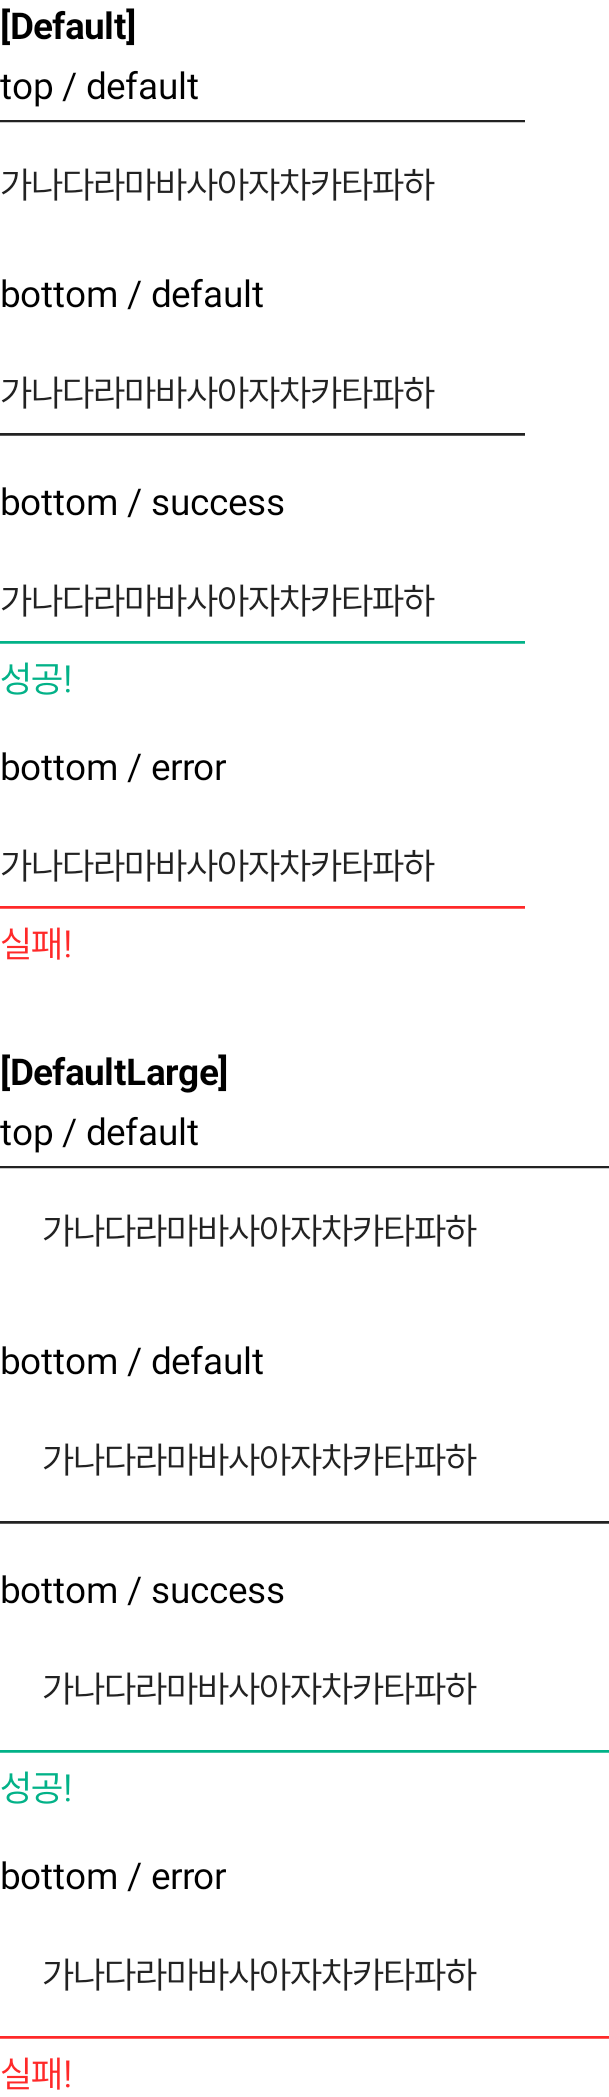 [Default]
top / default
가나다라마바사아자차카타파하
bottom / default
가나다라마바사아자차카타파하
bottom / success
가나다라마바사아자차카타파하
성공!
bottom / error
가나다라마바사아자차카타파하
실패!
[DefaultLarge]
top / default
가나다라마바사아자차카타파하
bottom / default
가나다라마바사아자차카타파하
bottom / success
가나다라마바사아자차카타파하
성공!
bottom / error
가나다라마바사아자차카타파하
실패!